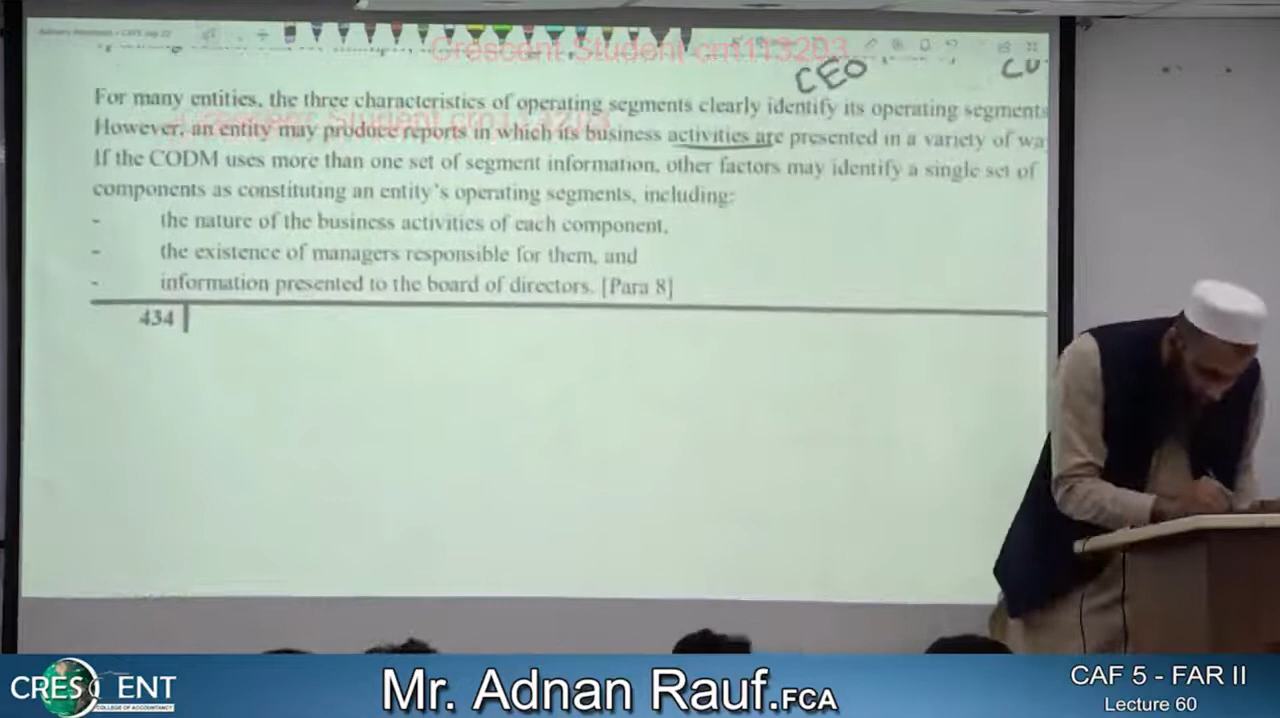 Crescent Student cm113203
CEO
For many entities, the three characteristics of operating segments clearly identify its operating segments
However, an entity may produce reports in which its business activities are presented in a variety of wa
If the CODM uses more than one set of segment information, other factors may identify a single set of
components as constituting an entity's operating segments, including:
- the nature of the business activities of each component,
- the existence of managers responsible for them, and
- information presented to the board of directors. [Para 8]
434
CRESCENT
COLLEGE OF ACCOUNTANCY
Mr. Adnan Rauf.FCA
CAF 5 - FAR II
Lecture 60